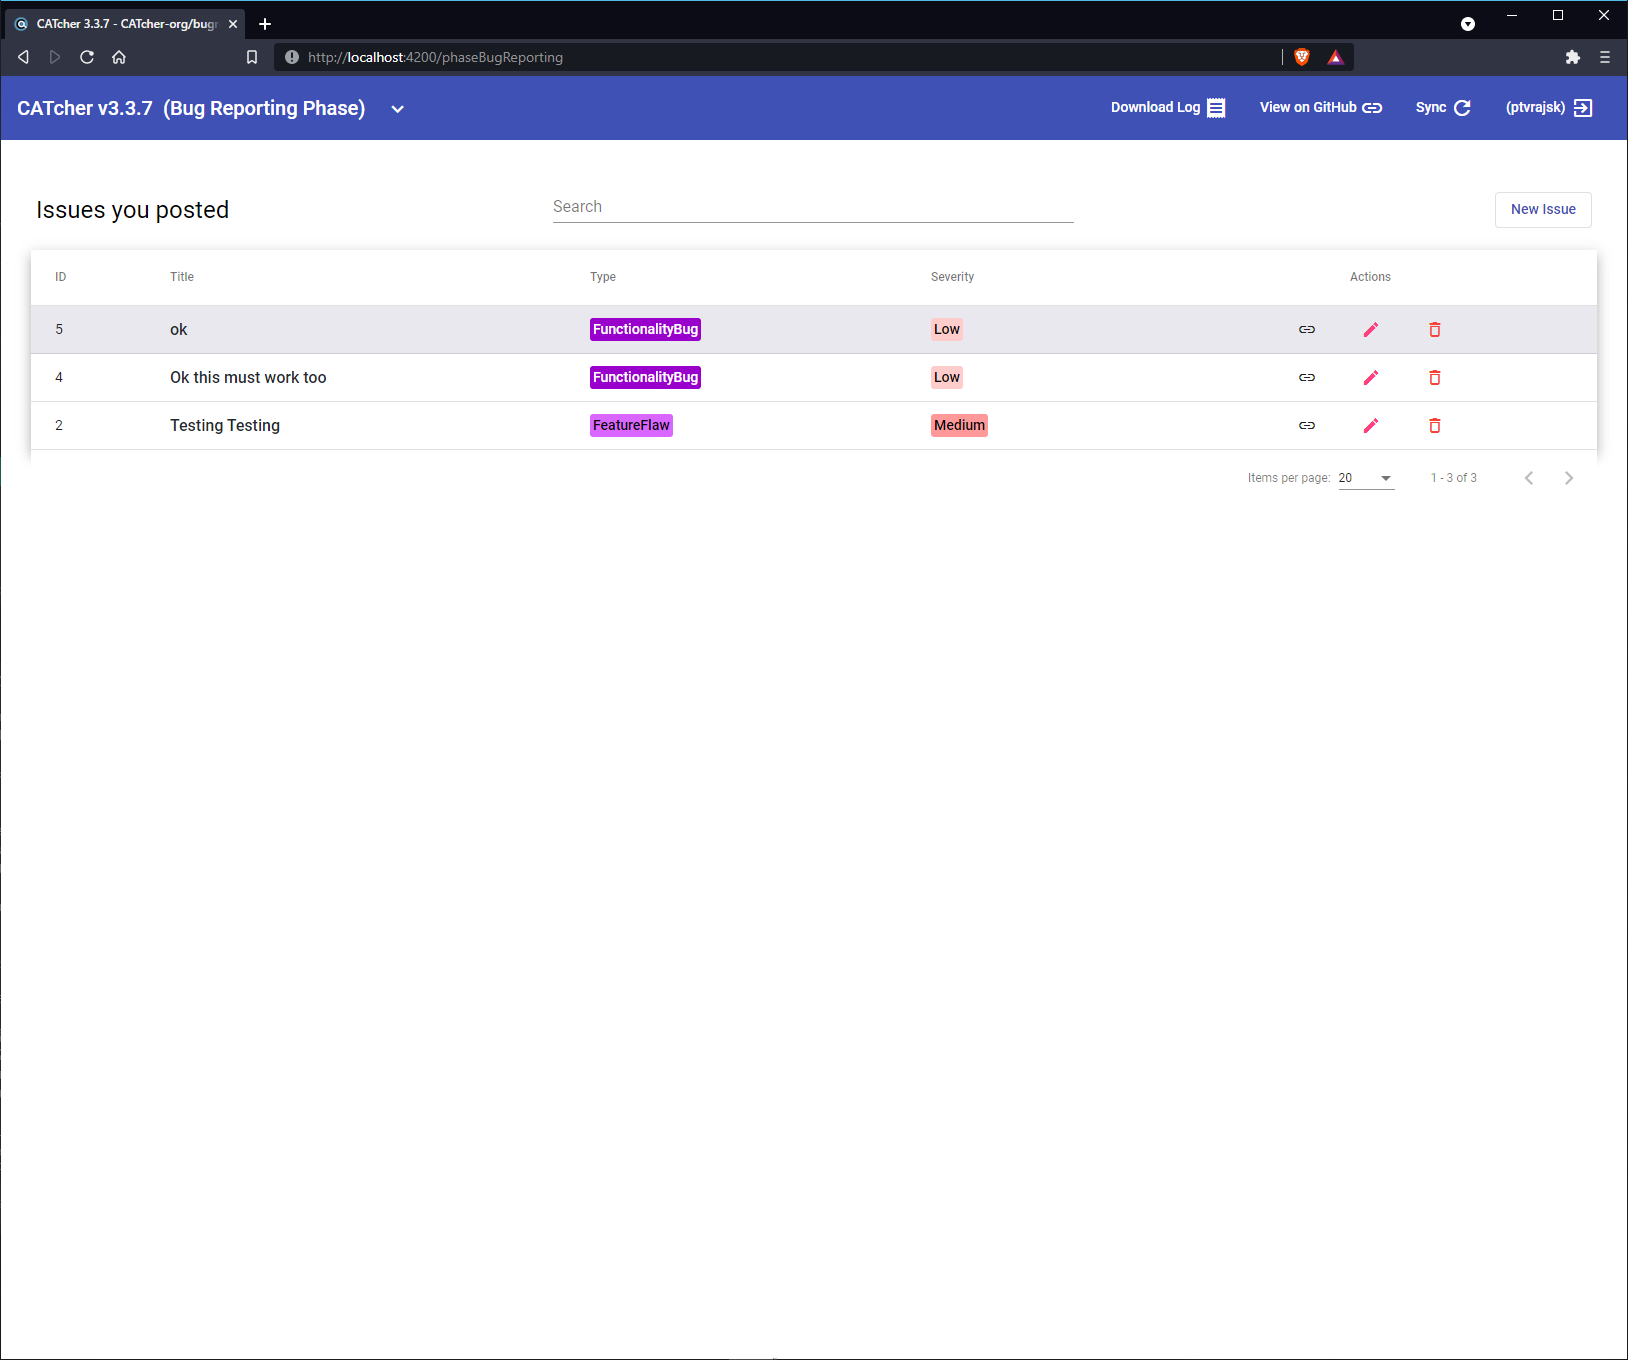 CATcher 3.3.7 - CATcher-org/bugr
http://localhost:4200/phaseBugReporting
CATcher v3.3.7 (Bug Reporting Phase)
Download Log
View on GitHub
Sync
(ptvrajsk)
Issues you posted
Search
New Issue
ID Title Type Severity Actions
5 ok FunctionalityBug Low
4 Ok this must work too FunctionalityBug Low
2 Testing Testing FeatureFlaw Medium
Items per page: 20 1 - 3 of 3